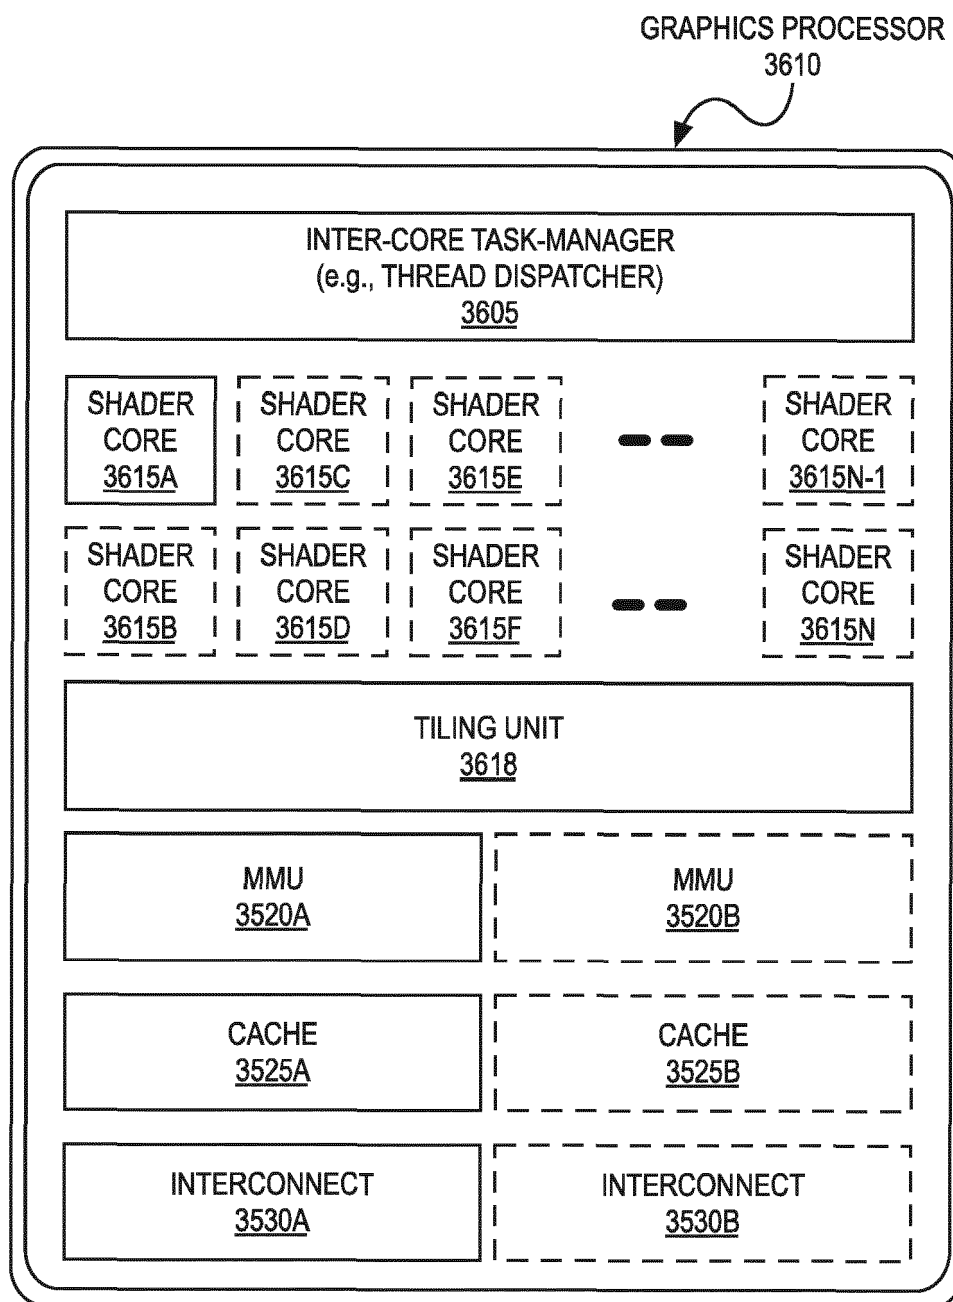 GRAPHICS PROCESSOR
3610
INTER-CORE TASK-MANAGER
(e.g., THREAD DISPATCHER)
3605
SHADER
CORE
3615A
SHADER
CORE
3615C
SHADER
CORE
3615E
SHADER
CORE
3615N-1
SHADER
CORE
3615B
SHADER
CORE
3615D
SHADER
CORE
3615F
SHADER
CORE
3615N
TILING UNIT
3618
MMU
3520A
MMU
3520B
CACHE
3525A
CACHE
3525B
INTERCONNECT
3530A
INTERCONNECT
3530B